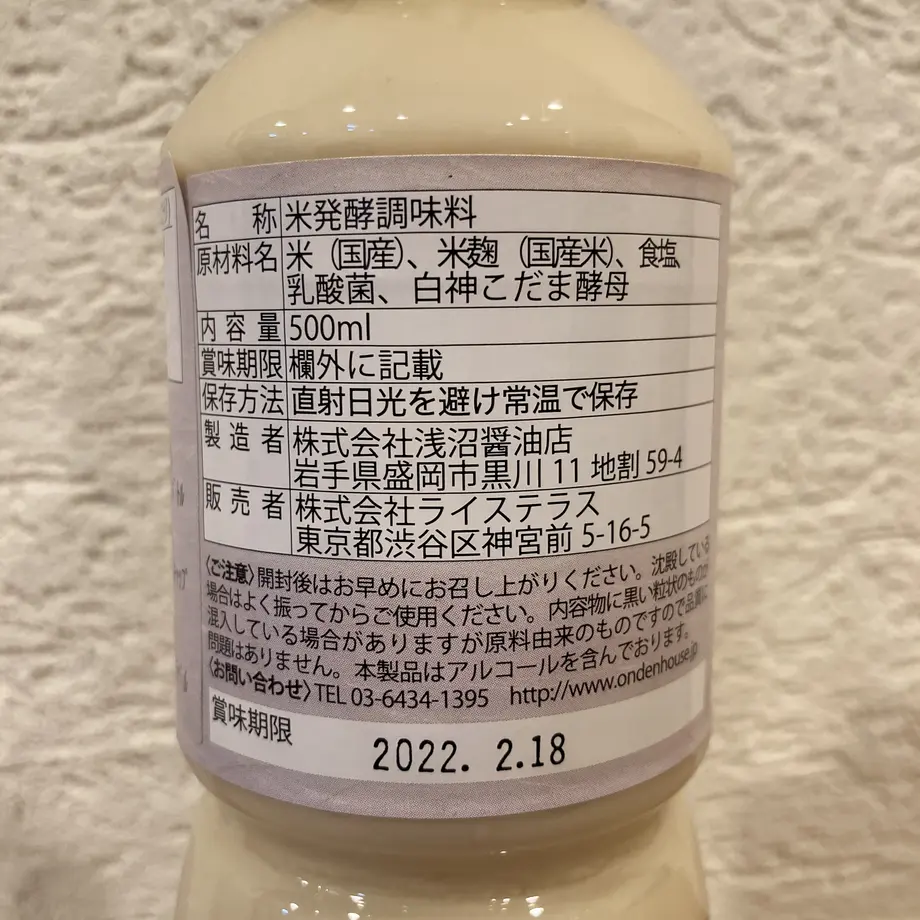 名称 米発酵調味料
原材料名 米(国産)、米麹(国産米)、食塩、
乳酸菌、白神こだま酵母
内容量 500ml
賞味期限 欄外に記載
保存方法 直射日光を避け常温で保存
製造者 株式会社浅沼醤油店
岩手県盛岡市黒川 11 地割 59-4
販売者 株式会社ライステラス
東京都渋谷区神宮前 5-16-5
〈ご注意〉開封後はお早めにお召し上がりください。沈殿している
場合はよく振ってからご使用ください。内容物に黒い粒状のものが
混入している場合がありますが原料由来のものですので品質に
問題はありません。本製品はアルコールを含んでおります。
〈お問い合わせ〉TEL 03-6434-1395 http://www.ondenhouse.jp
賞味期限
2022. 2.18